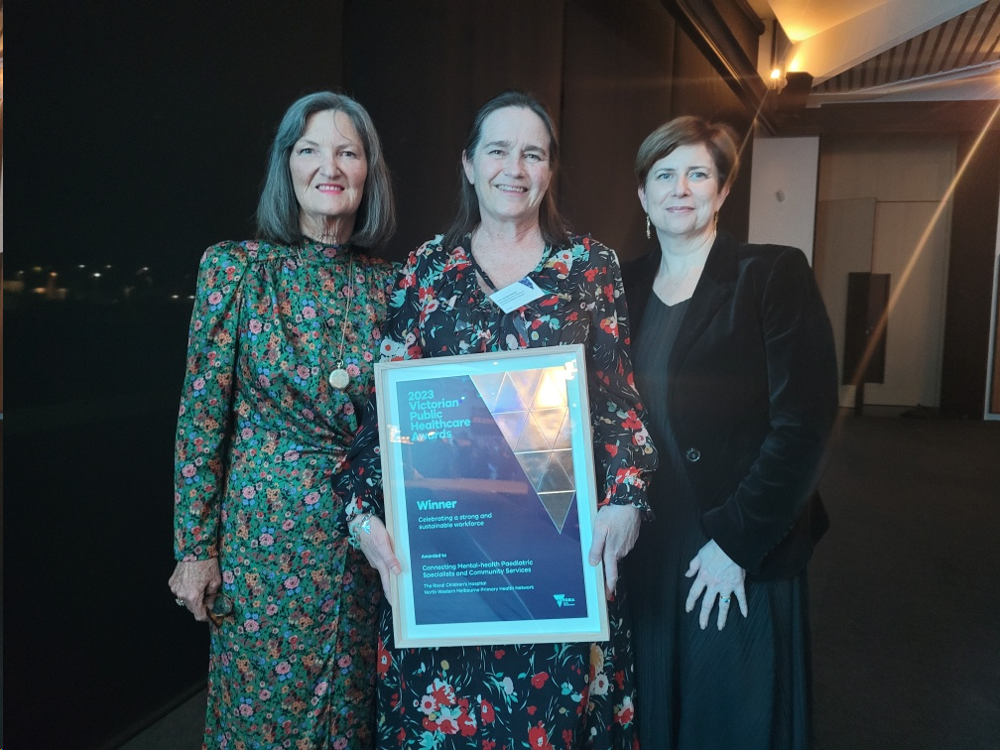 2023
Victorian
Public
Healthcare
Awards
Winner
Celebrating a strong and
sustainable workforce
Awarded to
Connecting Mental-health Paediatric
Specialists and Community Services
The Royal Children's Hospital
North Western Melbourne Primary Health Network